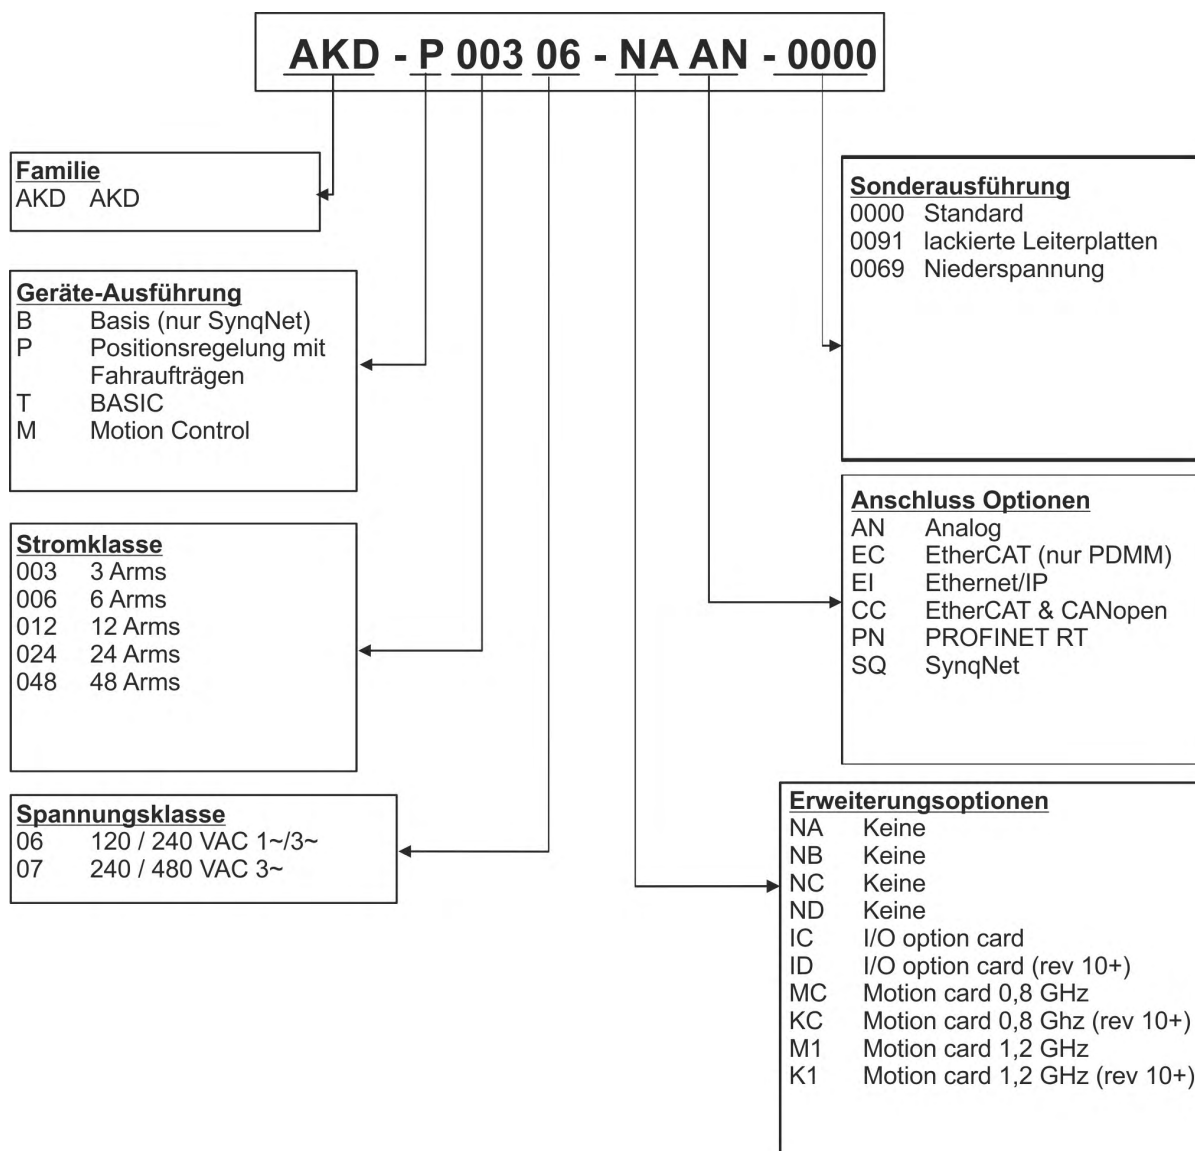 AKD - P 003 06 - NA AN - 0000
Familie
AKD AKD
Geräte-Ausführung
B Basis (nur SynqNet)
P Positionsregelung mit
Fahraufträgen
T BASIC
M Motion Control
Stromklasse
003 3 Arms
006 6 Arms
012 12 Arms
024 24 Arms
048 48 Arms
Spannungsklasse
06 120 / 240 VAC 1~/3~
07 240 / 480 VAC 3~
Sonderausführung
0000 Standard
0091 lackierte Leiterplatten
0069 Niederspannung
Anschluss Optionen
AN Analog
EC EtherCAT (nur PDMM)
EI Ethernet/IP
CC EtherCAT & CANopen
PN PROFINET RT
SQ SynqNet
Erweiterungsoptionen
NA Keine
NB Keine
NC Keine
ND Keine
IC I/O option card
ID I/O option card (rev 10+)
MC Motion card 0,8 GHz
KC Motion card 0,8 Ghz (rev 10+)
M1 Motion card 1,2 GHz
K1 Motion card 1,2 GHz (rev 10+)